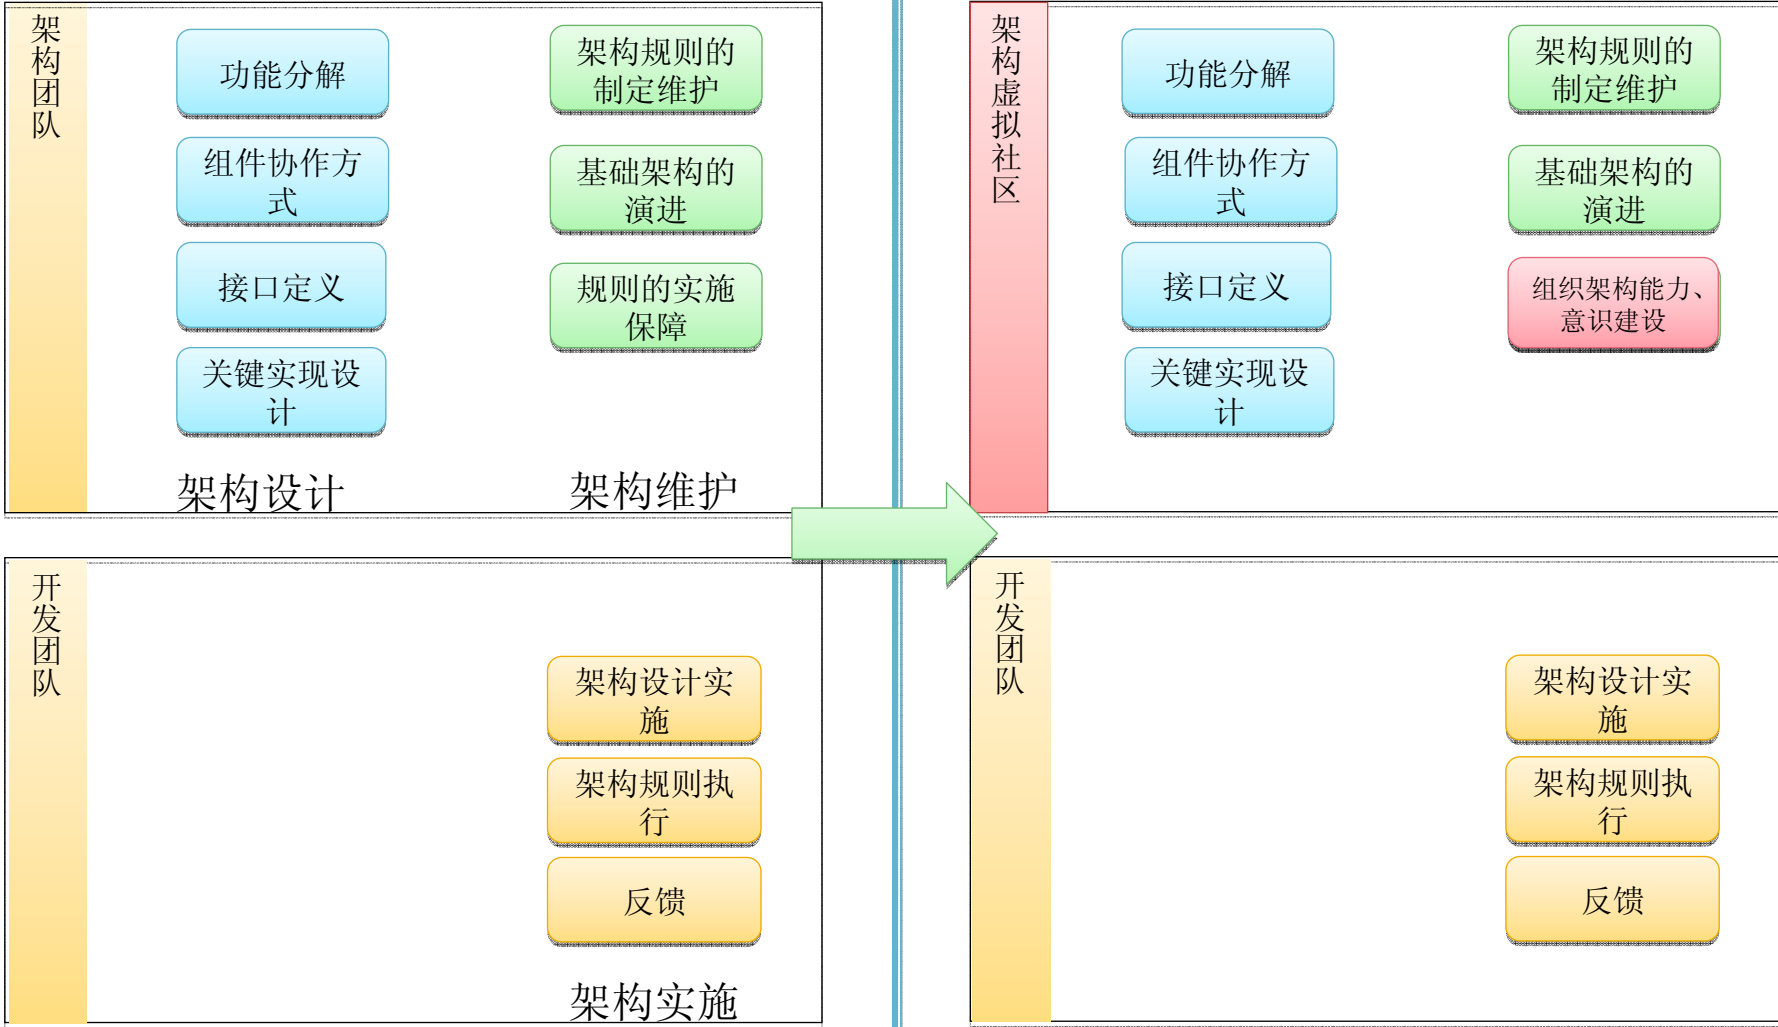 架构团队
功能分解
组件协作方
式
接口定义
关键实现设
计
架构设计
架构规则的
制定维护
基础架构的
演进
规则的实施
保障
架构维护
开发团队
架构设计实
施
架构规则执
行
反馈
架构实施
架构虚拟社区
功能分解
组件协作方
式
接口定义
关键实现设
计
架构规则的
制定维护
基础架构的
演进
组织架构能力、
意识建设
开发团队
架构设计实
施
架构规则执
行
反馈